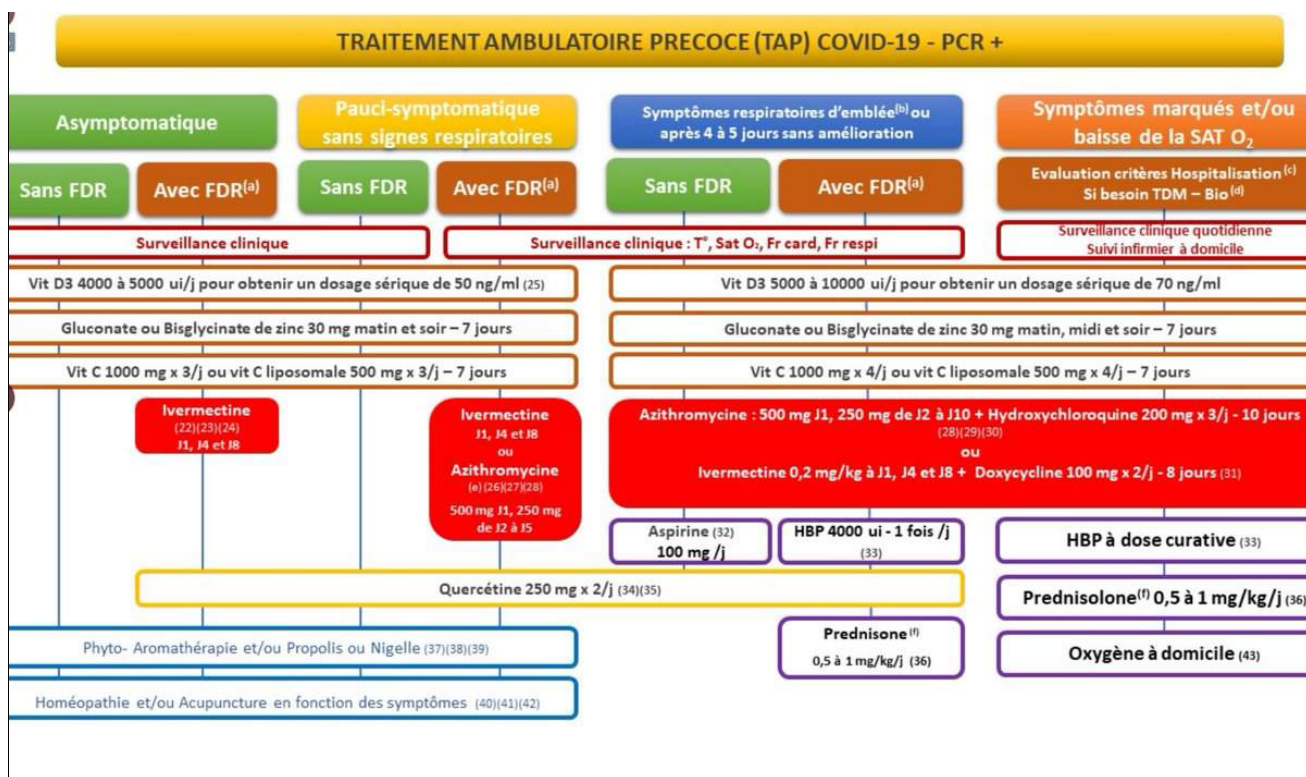 TRAITEMENT AMBULATOIRE PRECOCE (TAP) COVID-19 - PCR +
Asymptomatique
Pauci-symptomatique
sans signes respiratoires
Symptômes respiratoires d'emblée(b) ou
après 4 à 5 jours sans amélioration
Symptômes marqués et/ou
baisse de la SAT O2
Sans FDR
Avec FDR(a)
Sans FDR
Avec FDR(a)
Sans FDR
Avec FDR(a)
Evaluation critères Hospitalisation(c)
Si besoin TDM – Bio(d)
Surveillance clinique
Surveillance clinique : T°, Sat O2, Fr card, Fr respi
Surveillance clinique quotidienne
Suivi infirmier à domicile
Vit D3 4000 à 5000 ui/j pour obtenir un dosage sérique de 50 ng/ml (25)
Vit D3 5000 à 10000 ui/j pour obtenir un dosage sérique de 70 ng/ml
Gluconate ou Bisglycinate de zinc 30 mg matin et soir – 7 jours
Gluconate ou Bisglycinate de zinc 30 mg matin, midi et soir – 7 jours
Vit C 1000 mg x 3/j ou vit C liposomale 500 mg x 3/j – 7 jours
Vit C 1000 mg x 4/j ou vit C liposomale 500 mg x 4/j – 7 jours
Ivermectine
(22)(23)(24)
J1, J4 et J8
Ivermectine
J1, J4 et J8
ou
Azithromycine
(e)(26)(27)(28)
500 mg J1, 250 mg
de J2 à J5
Azithromycine : 500 mg J1, 250 mg de J2 à J10 + Hydroxychloroquine 200 mg x 3/j - 10 jours
(28)(29)(30)
ou
Ivermectine 0,2 mg/kg à J1, J4 et J8 + Doxycycline 100 mg x 2/j - 8 jours (31)
Aspirine (32)
100 mg /j
HBP 4000 ui - 1 fois /j
(33)
HBP à dose curative (33)
Quercétine 250 mg x 2/j (34)(35)
Prednisolone(f) 0,5 à 1 mg/kg/j (36)
Prednisone (f)
0,5 à 1 mg/kg/j (36)
Oxygène à domicile (43)
Phyto- Aromathérapie et/ou Propolis ou Nigelle (37)(38)(39)
Homéopathie et/ou Acupuncture en fonction des symptômes (40)(41)(42)